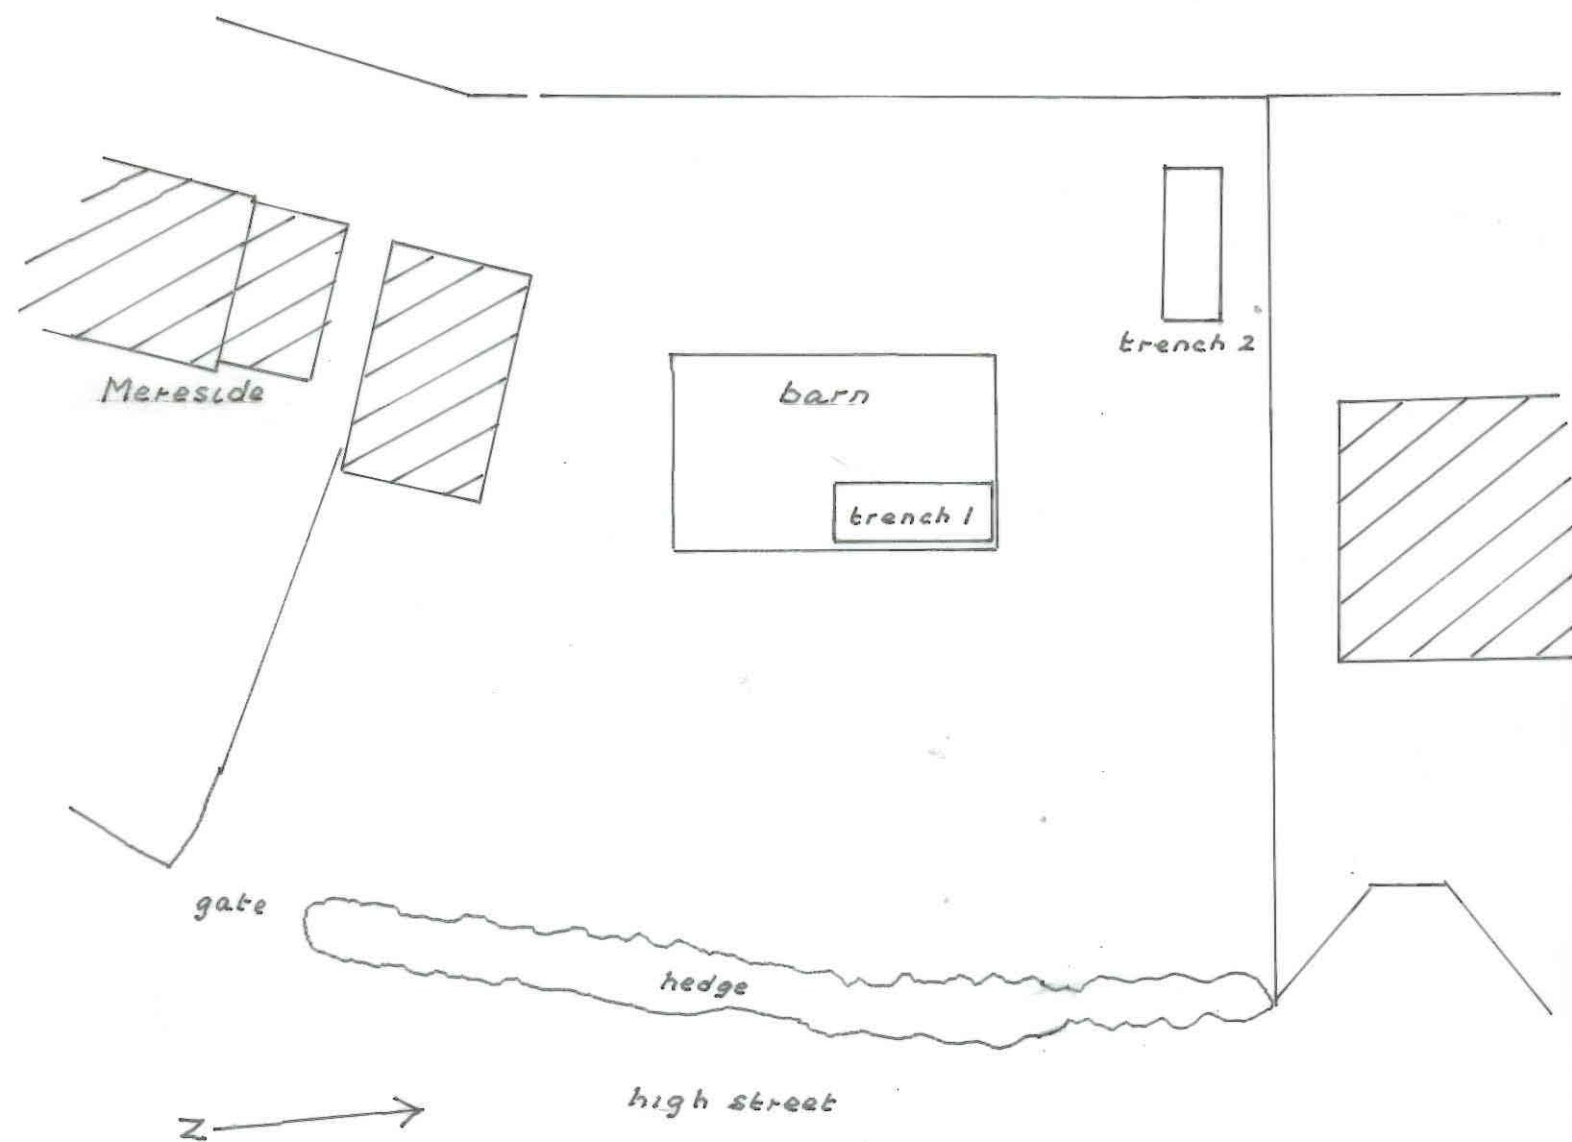 trench 2
Mereside
barn
trench 1
gate
hedge
high street
N